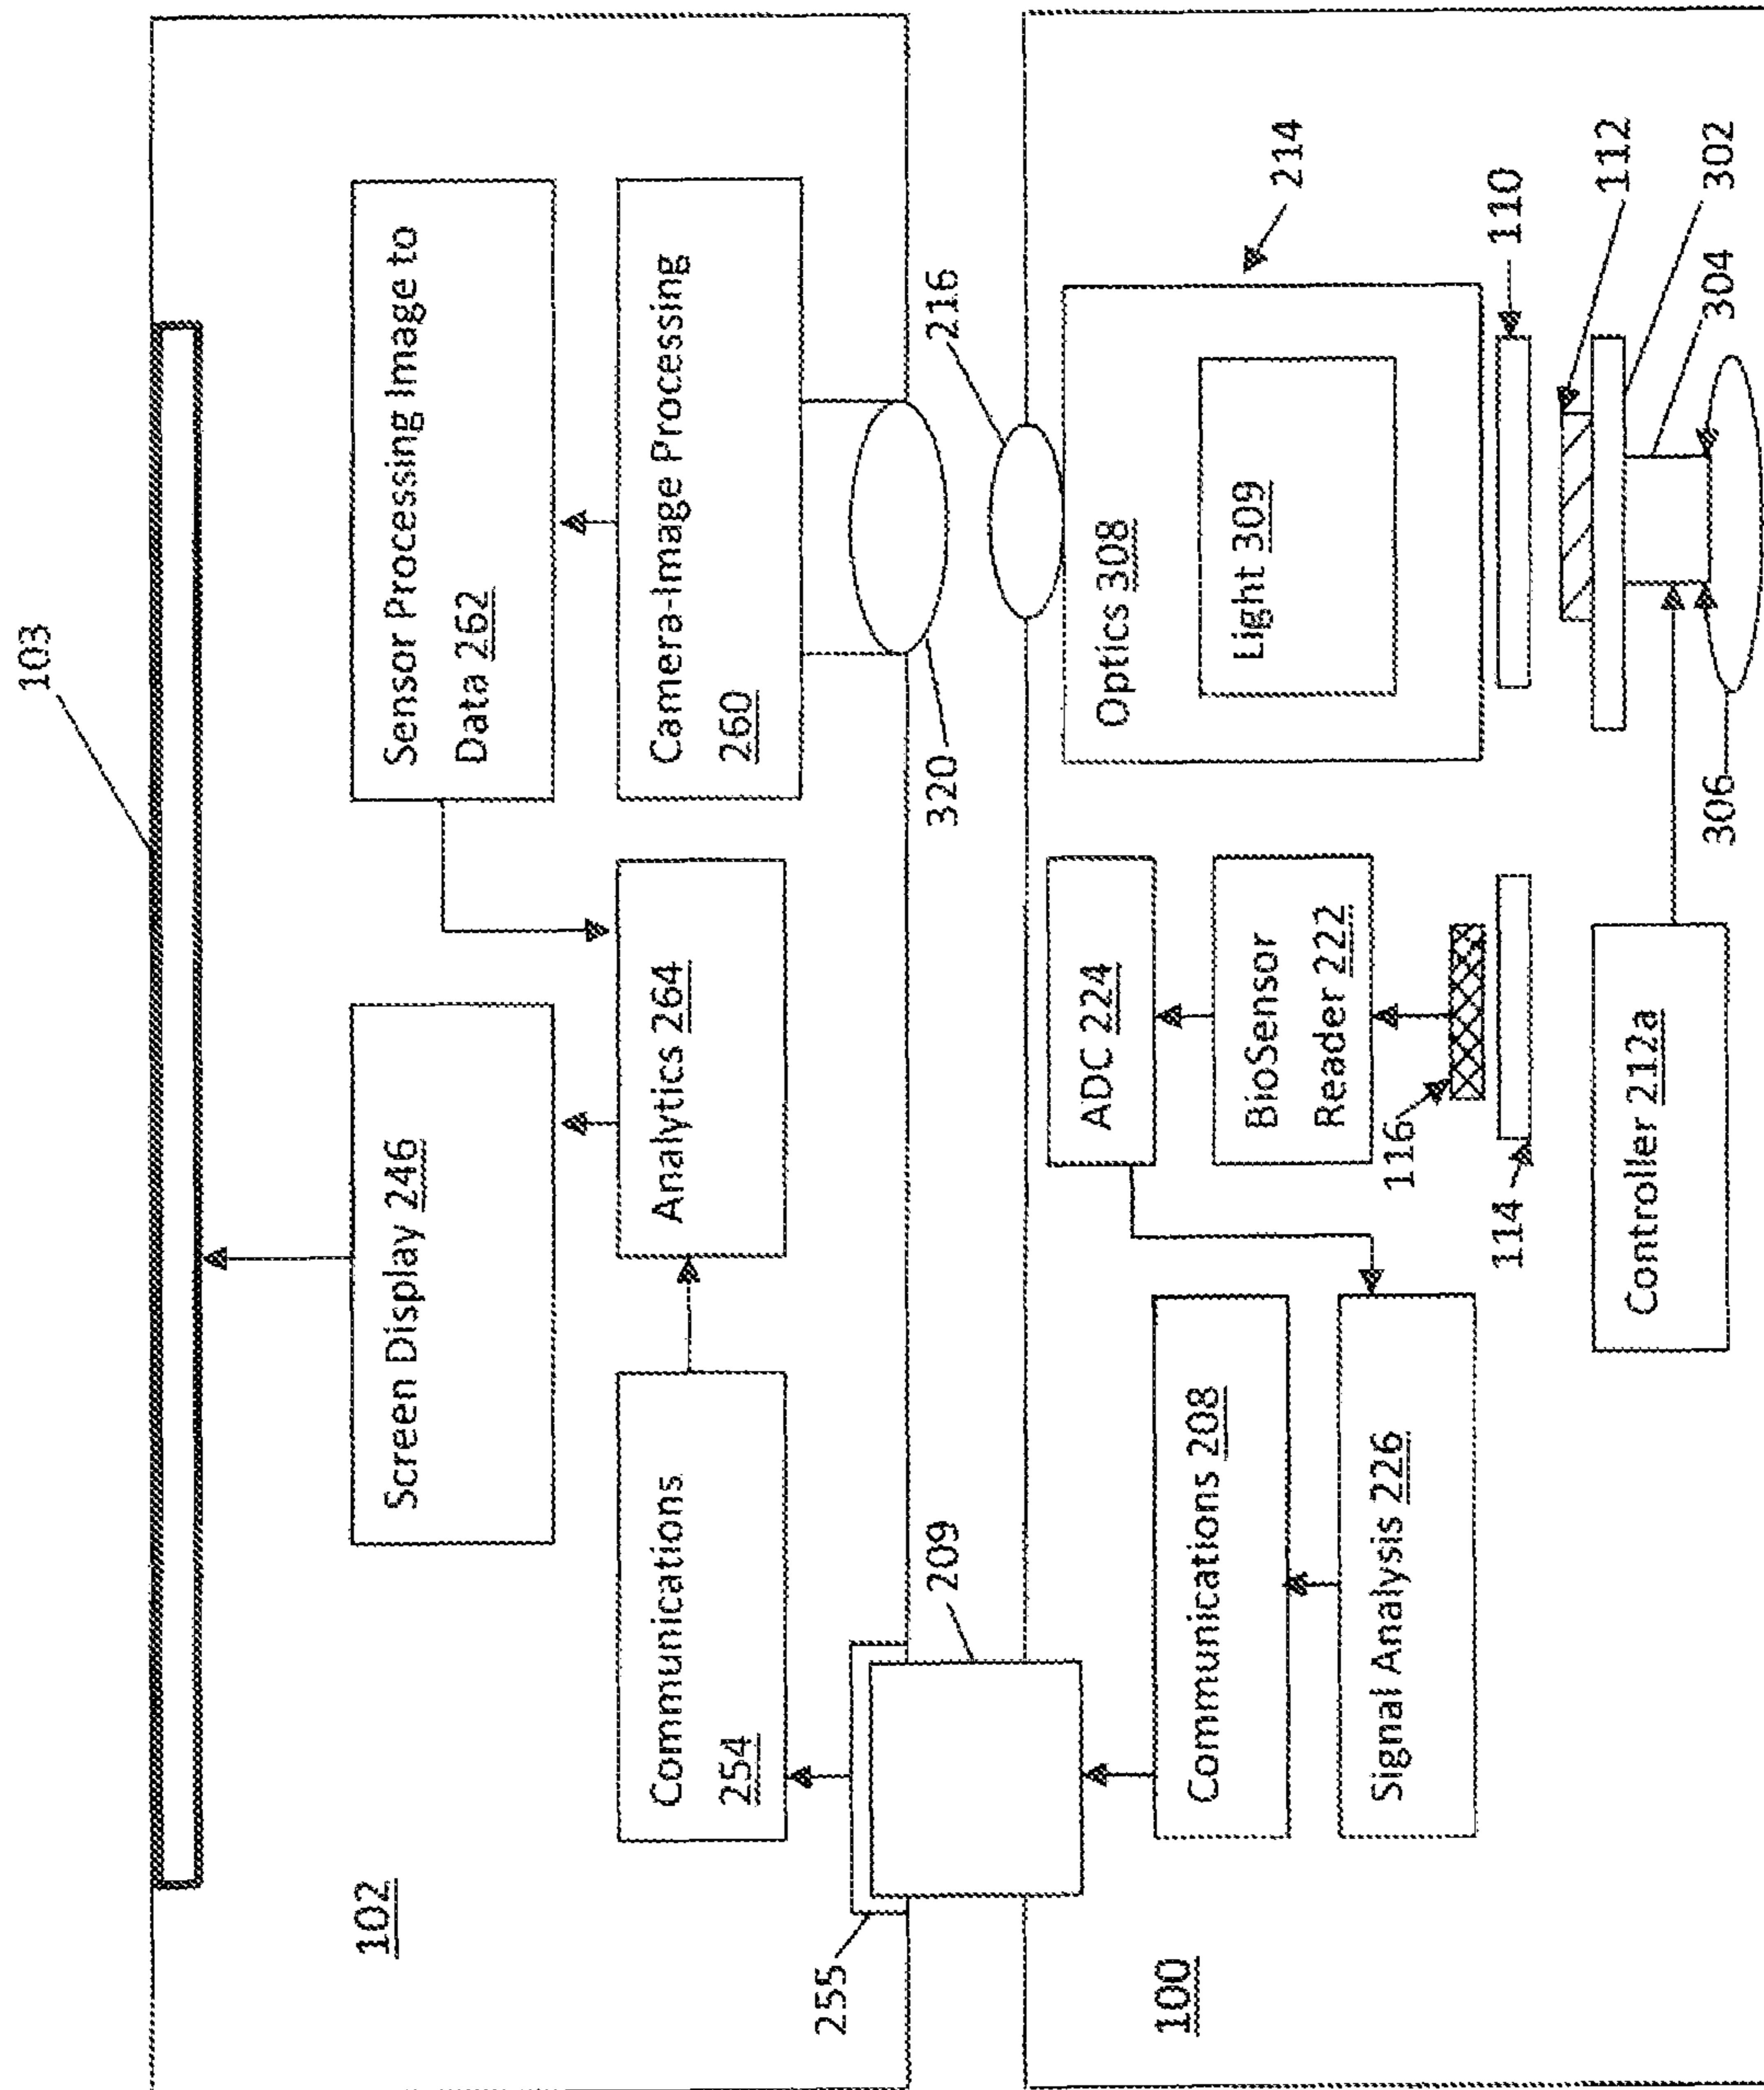 103
102
Screen Display 246
Sensor Processing Image to
Data 262
Communications
254
Analytics 264
Camera-Image Processing
260
255
209
320
216
100
Communications 208
Signal Analysis 226
ADC 224
BioSensor
Reader 222
116
114
Optics 308
Light 309
214
110
112
302
304
306
Controller 212a